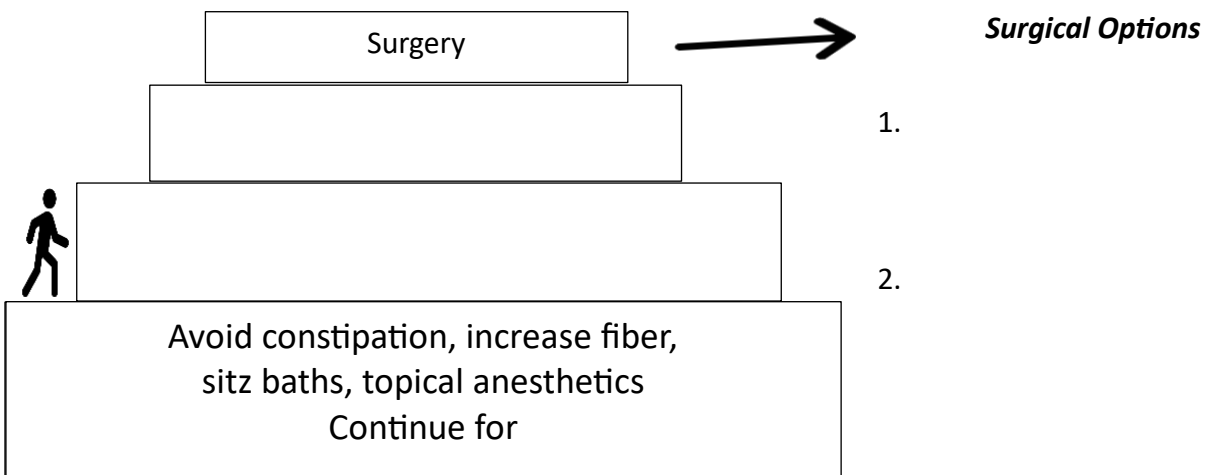 Surgery
Surgical Options
1.
2.
Avoid constipation, increase fiber,
sitz baths, topical anesthetics
Continue for